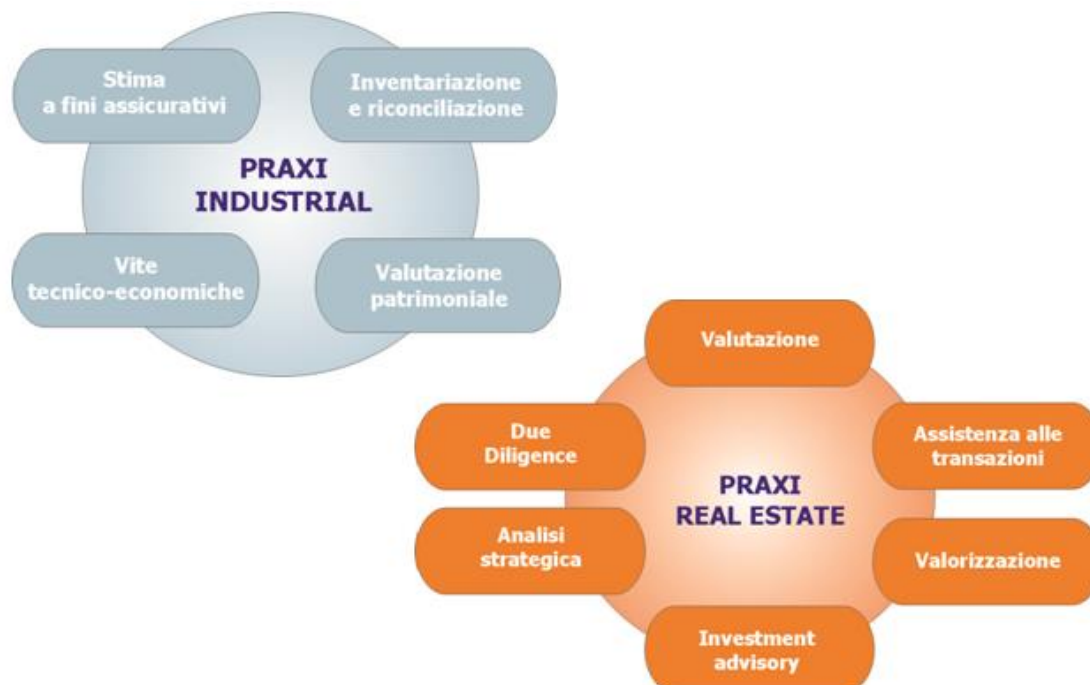 Stima
a fini assicurativi
Inventariazione
e riconciliazione
PRAXI
INDUSTRIAL
Vite
tecnico-economiche
Valutazione
patrimoniale
Valutazione
Due
Diligence
Assistenza alle
transazioni
PRAXI
REAL ESTATE
Analisi
strategica
Valorizzazione
Investment
advisory